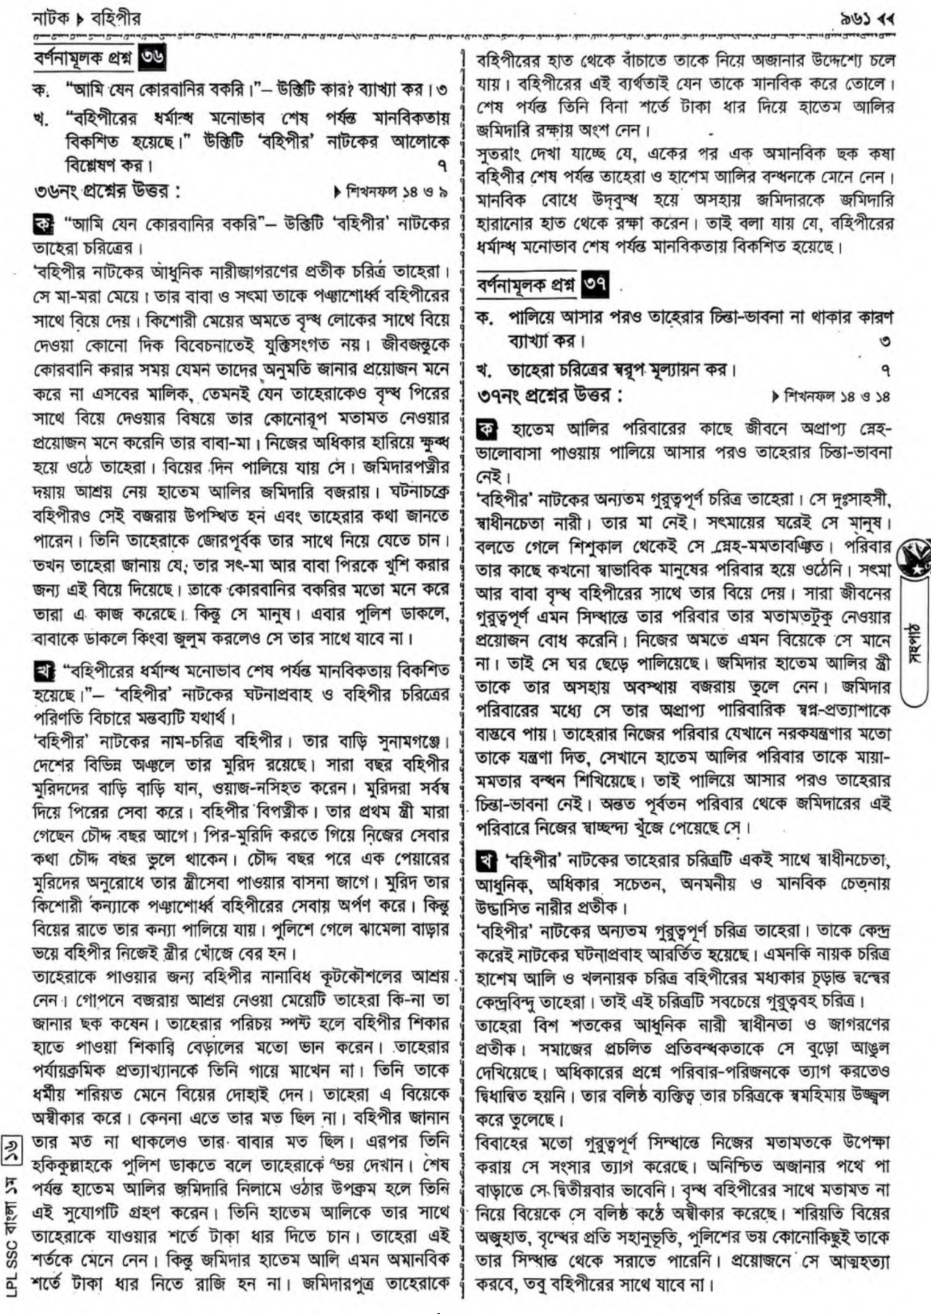 নাটক ▶ বহিপীর
৯৬১ ◀◀
বর্ণনামূলক প্রশ্ন ৩৬
ক. “আমি যেন কোরবানির বকরি।”– উক্তিটি কার? ব্যাখ্যা কর। ৩
খ. “বহিপীরের ধর্মান্ধ মনোভাব শেষ পর্যন্ত মানবিকতায়
বিকশিত হয়েছে।” উক্তিটি ‘বহিপীর’ নাটকের আলোকে
বিশ্লেষণ কর। ৭
৩৬নং প্রশ্নের উত্তর : ▶ শিখনফল ১৪ ও ৯
ক “আমি যেন কোরবানির বকরি”– উক্তিটি ‘বহিপীর’ নাটকের
তাহেরা চরিত্রের।
‘বহিপীর নাটকের আধুনিক নারীজাগরণের প্রতীক চরিত্র তাহেরা।
সে মা-মরা মেয়ে। তার বাবা ও সৎমা তাকে পঞ্চাশোর্ধ্ব বহিপীরের
সাথে বিয়ে দেয়। কিশোরী মেয়ের অমতে বৃদ্ধ লোকের সাথে বিয়ে
দেওয়া কোনো দিক বিবেচনাতেই যুক্তিসংগত নয়। জীবজন্তুকে
কোরবানি করার সময় যেমন তাদের অনুমতি জানার প্রয়োজন মনে
করে না এসবের মালিক, তেমনই যেন তাহেরাকেও বৃদ্ধ পিরের
সাথে বিয়ে দেওয়ার বিষয়ে তার কোনোরূপ মতামত নেওয়ার
প্রয়োজন মনে করেনি তার বাবা-মা। নিজের অধিকার হারিয়ে ক্ষুব্ধ
হয়ে ওঠে তাহেরা। বিয়ের দিন পালিয়ে যায় সে। জমিদারপত্নীর
দয়ায় আশ্রয় নেয় হাতেম আলির জমিদারি বজরায়। ঘটনাচক্রে
বহিপীরও সেই বজরায় উপস্থিত হন এবং তাহেরার কথা জানতে
পারেন। তিনি তাহেরাকে জোরপূর্বক তার সাথে নিয়ে যেতে চান।
তখন তাহেরা জানায় যে; তার সৎ-মা আর বাবা পিরকে খুশি করার
জন্য এই বিয়ে দিয়েছে। তাকে কোরবানির বকরির মতো মনে করে
তারা এ কাজ করেছে। কিন্তু সে মানুষ। এবার পুলিশ ডাকলে,
বাবাকে ডাকলে কিংবা জুলুম করলেও সে তার সাথে যাবে না।
খ “বহিপীরের ধর্মান্ধ মনোভাব শেষ পর্যন্ত মানবিকতায় বিকশিত
হয়েছে।”– ‘বহিপীর’ নাটকের ঘটনাপ্রবাহ ও বহিপীর চরিত্রের
পরিণতি বিচারে মন্তব্যটি যথার্থ।
‘বহিপীর’ নাটকের নাম-চরিত্র বহিপীর। তার বাড়ি সুনামগঞ্জে।
দেশের বিভিন্ন অঞ্চলে তার মুরিদ রয়েছে। সারা বছর বহিপীর
মুরিদদের বাড়ি বাড়ি যান, ওয়াজ-নসিহত করেন। মুরিদরা সর্বস্ব
দিয়ে পিরের সেবা করে। বহিপীর বিপত্নীক। তার প্রথম স্ত্রী মারা
গেছেন চৌদ্দ বছর আগে। পির-মুরিদি করতে গিয়ে নিজের সেবার
কথা চৌদ্দ বছর ভুলে থাকেন। চৌদ্দ বছর পরে এক পেয়ারের
মুরিদের অনুরোধে তার স্ত্রীসেবা পাওয়ার বাসনা জাগে। মুরিদ তার
কিশোরী কন্যাকে পঞ্চাশোর্ধ্ব বহিপীরের সেবায় অর্পণ করে। কিন্তু
বিয়ের রাতে তার কন্যা পালিয়ে যায়। পুলিশে গেলে ঝামেলা বাড়ার
ভয়ে বহিপীর নিজেই স্ত্রীর খোঁজে বের হন।
তাহেরাকে পাওয়ার জন্য বহিপীর নানাবিধ কূটকৌশলের আশ্রয়
নেন। গোপনে বজরায় আশ্রয় নেওয়া মেয়েটি তাহেরা কি-না তা
জানার ছক কষেন। তাহেরার পরিচয় স্পষ্ট হলে বহিপীর শিকার
হাতে পাওয়া শিকারি বেড়ালের মতো ভান করেন। তাহেরার
পর্যায়ক্রমিক প্রত্যাখ্যানকে তিনি গায়ে মাখেন না। তিনি তাকে
ধর্মীয় শরিয়ত মেনে বিয়ের দোহাই দেন। তাহেরা এ বিয়েকে
অস্বীকার করে। কেননা এতে তার মত ছিল না। বহিপীর জানান
তার মত না থাকলেও তার বাবার মত ছিল। এরপর তিনি
হকিকুল্লাহকে পুলিশ ডাকতে বলে তাহেরাকে ভয় দেখান। শেষ
পর্যন্ত হাতেম আলির জমিদারি নিলামে ওঠার উপক্রম হলে তিনি
এই সুযোগটি গ্রহণ করেন। তিনি হাতেম আলিকে তার সাথে
তাহেরাকে যাওয়ার শর্তে টাকা ধার দিতে চান। তাহেরা এই
শর্তকে মেনে নেন। কিন্তু জমিদার হাতেম আলি এমন অমানবিক
শর্তে টাকা ধার নিতে রাজি হন না। জমিদারপুত্র তাহেরাকে
বহিপীরের হাত থেকে বাঁচাতে তাকে নিয়ে অজানার উদ্দেশ্যে চলে
যায়। বহিপীরের এই ব্যর্থতাই যেন তাকে মানবিক করে তোলে।
শেষ পর্যন্ত তিনি বিনা শর্তে টাকা ধার দিয়ে হাতেম আলির
জমিদারি রক্ষায় অংশ নেন।
সুতরাং দেখা যাচ্ছে যে, একের পর এক অমানবিক ছক কষা
বহিপীর শেষ পর্যন্ত তাহেরা ও হাশেম আলির বন্ধনকে মেনে নেন।
মানবিক বোধে উদ্‌বুদ্ধ হয়ে অসহায় জমিদারকে জমিদারি
হারানোর হাত থেকে রক্ষা করেন। তাই বলা যায় যে, বহিপীরের
ধর্মান্ধ মনোভাব শেষ পর্যন্ত মানবিকতায় বিকশিত হয়েছে।
বর্ণনামূলক প্রশ্ন ৩৭
ক. পালিয়ে আসার পরও তাহেরার চিন্তা-ভাবনা না থাকার কারণ
ব্যাখ্যা কর। ৩
খ. তাহেরা চরিত্রের স্বরূপ মূল্যায়ন কর। ৭
৩৭নং প্রশ্নের উত্তর : ▶ শিখনফল ১৪ ও ১৪
ক হাতেম আলির পরিবারের কাছে জীবনে অপ্রাপ্য স্নেহ-
ভালোবাসা পাওয়ায় পালিয়ে আসার পরও তাহেরার চিন্তা-ভাবনা
নেই।
‘বহিপীর’ নাটকের অন্যতম গুরুত্বপূর্ণ চরিত্র তাহেরা। সে দুঃসাহসী,
স্বাধীনচেতা নারী। তার মা নেই। সৎমায়ের ঘরেই সে মানুষ।
বলতে গেলে শিশুকাল থেকেই সে স্নেহ-মমতাবঞ্চিত। পরিবার
তার কাছে কখনো স্বাভাবিক মানুষের পরিবার হয়ে ওঠেনি। সৎমা
আর বাবা বৃদ্ধ বহিপীরের সাথে তার বিয়ে দেয়। সারা জীবনের
গুরুত্বপূর্ণ এমন সিদ্ধান্তে তার পরিবার তার মতামতটুকু নেওয়ার
প্রয়োজন বোধ করেনি। নিজের অমতে এমন বিয়েকে সে মানে
না। তাই সে ঘর ছেড়ে পালিয়েছে। জমিদার হাতেম আলির স্ত্রী
তাকে তার অসহায় অবস্থায় বজরায় তুলে নেন। জমিদার
পরিবারের মধ্যে সে তার অপ্রাপ্য পারিবারিক স্বপ্ন-প্রত্যাশাকে
বাস্তবে পায়। তাহেরার নিজের পরিবার যেখানে নরকযন্ত্রণার মতো
তাকে যন্ত্রণা দিত, সেখানে হাতেম আলির পরিবার তাকে মায়া-
মমতার বন্ধন শিখিয়েছে। তাই পালিয়ে আসার পরও তাহেরার
চিন্তা-ভাবনা নেই। অন্তত পূর্বতন পরিবার থেকে জমিদারের এই
পরিবারে নিজের স্বাচ্ছন্দ্য খুঁজে পেয়েছে সে।
খ ‘বহিপীর’ নাটকের তাহেরার চরিত্রটি একই সাথে স্বাধীনচেতা,
আধুনিক, অধিকার সচেতন, অনমনীয় ও মানবিক চেতনায়
উদ্ভাসিত নারীর প্রতীক।
‘বহিপীর’ নাটকের অন্যতম গুরুত্বপূর্ণ চরিত্র তাহেরা। তাকে কেন্দ্র
করেই নাটকের ঘটনাপ্রবাহ আবর্তিত হয়েছে। এমনকি নায়ক চরিত্র
হাশেম আলি ও খলনায়ক চরিত্র বহিপীরের মধ্যকার চূড়ান্ত দ্বন্দ্বের
কেন্দ্রবিন্দু তাহেরা। তাই এই চরিত্রটি সবচেয়ে গুরুত্ববহ চরিত্র।
তাহেরা বিশ শতকের আধুনিক নারী স্বাধীনতা ও জাগরণের
প্রতীক। সমাজের প্রচলিত প্রতিবন্ধকতাকে সে বুড়ো আঙুল
দেখিয়েছে। অধিকারের প্রশ্নে পরিবার-পরিজনকে ত্যাগ করতেও
দ্বিধান্বিত হয়নি। তার বলিষ্ঠ ব্যক্তিত্ব তার চরিত্রকে স্বমহিমায় উজ্জ্বল
করে তুলেছে।
বিবাহের মতো গুরুত্বপূর্ণ সিদ্ধান্তে নিজের মতামতকে উপেক্ষা
করায় সে সংসার ত্যাগ করেছে। অনিশ্চিত অজানার পথে পা
বাড়াতে সে দ্বিতীয়বার ভাবেনি। বৃদ্ধ বহিপীরের সাথে মতামত না
নিয়ে বিয়েকে সে বলিষ্ঠ কণ্ঠে অস্বীকার করেছে। শরিয়তি বিয়ের
অজুহাত, বৃদ্ধের প্রতি সহানুভূতি, পুলিশের ভয় কোনোকিছুই তাকে
তার সিদ্ধান্ত থেকে সরাতে পারেনি। প্রয়োজনে সে আত্মহত্যা
করবে, তবু বহিপীরের সাথে যাবে না।
সহপাঠ
LPL SSC বাংলা ১ম ১৬